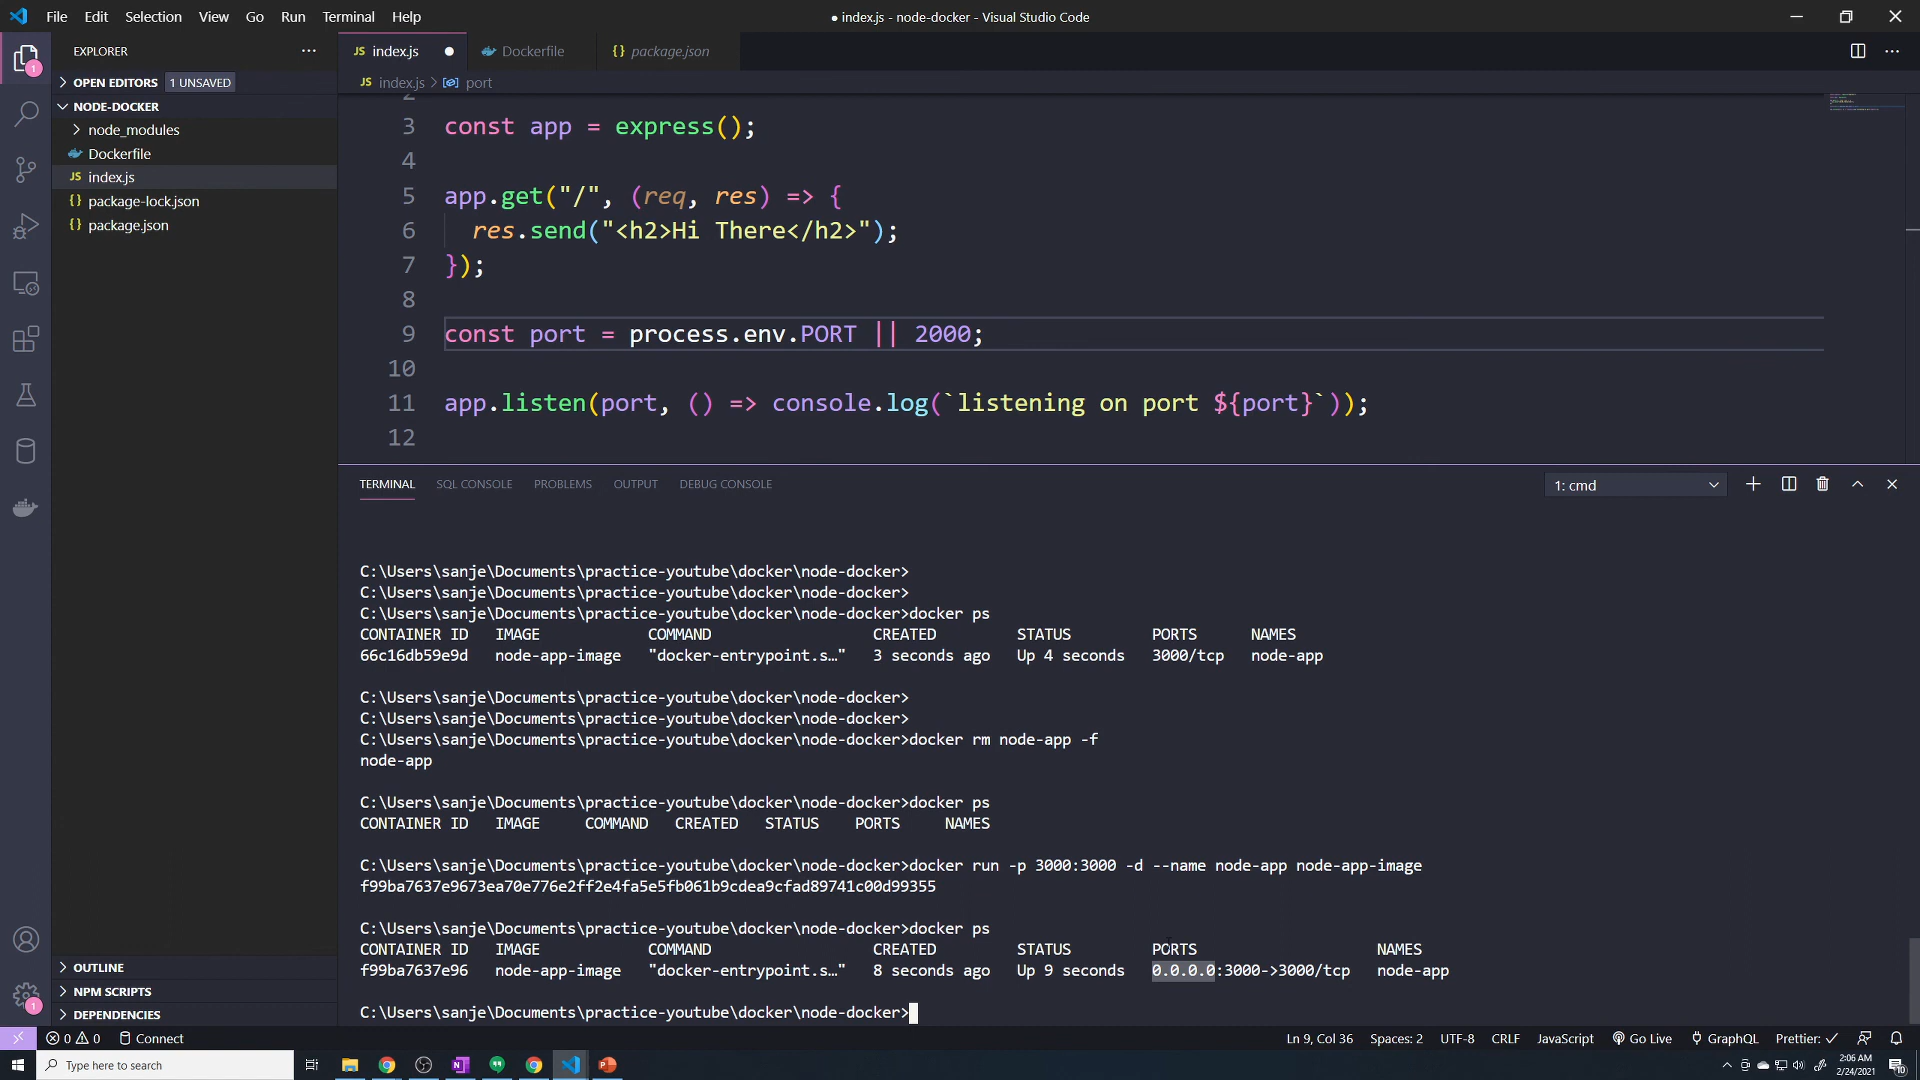 File Edit Selection View Go Run Terminal Help
● index.js - node-docker - Visual Studio Code
EXPLORER
OPEN EDITORS 1 UNSAVED
NODE-DOCKER
node_modules
Dockerfile
JS index.js
{} package-lock.json
{} package.json
OUTLINE
NPM SCRIPTS
DEPENDENCIES
1
1
JS index.js ● Dockerfile {} package.json
JS index.js > port
2
3 const app = express();
4
5 app.get("/", (req, res) => {
6 res.send("<h2>Hi There</h2>");
7 });
8
9 const port = process.env.PORT || 2000;
10
11 app.listen(port, () => console.log(`listening on port ${port}`));
12
TERMINAL SQL CONSOLE PROBLEMS OUTPUT DEBUG CONSOLE 1: cmd
C:\Users\sanje\Documents\practice-youtube\docker\node-docker>
C:\Users\sanje\Documents\practice-youtube\docker\node-docker>
C:\Users\sanje\Documents\practice-youtube\docker\node-docker>docker ps
CONTAINER ID IMAGE COMMAND CREATED STATUS PORTS NAMES
66c16db59e9d node-app-image "docker-entrypoint.s…" 3 seconds ago Up 4 seconds 3000/tcp node-app
C:\Users\sanje\Documents\practice-youtube\docker\node-docker>
C:\Users\sanje\Documents\practice-youtube\docker\node-docker>
C:\Users\sanje\Documents\practice-youtube\docker\node-docker>docker rm node-app -f
node-app
C:\Users\sanje\Documents\practice-youtube\docker\node-docker>docker ps
CONTAINER ID IMAGE COMMAND CREATED STATUS PORTS NAMES
C:\Users\sanje\Documents\practice-youtube\docker\node-docker>docker run -p 3000:3000 -d --name node-app node-app-image
f99ba7637e9673ea70e776e2ff2e4fa5e5fb061b9cdea9cfad89741c00d99355
C:\Users\sanje\Documents\practice-youtube\docker\node-docker>docker ps
CONTAINER ID IMAGE COMMAND CREATED STATUS PORTS NAMES
f99ba7637e96 node-app-image "docker-entrypoint.s…" 8 seconds ago Up 9 seconds 0.0.0.0:3000->3000/tcp node-app
C:\Users\sanje\Documents\practice-youtube\docker\node-docker>
0 0 Connect Ln 9, Col 36 Spaces: 2 UTF-8 CRLF JavaScript Go Live GraphQL Prettier: ✓
Type here to search
2:06 AM
2/24/2021
10